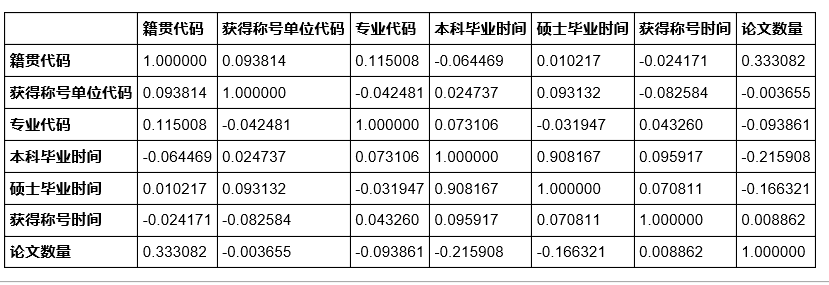 籍贯代码 获得称号单位代码 专业代码 本科毕业时间 硕士毕业时间 获得称号时间 论文数量
籍贯代码 1.000000 0.093814 0.115008 -0.064469 0.010217 -0.024171 0.333082
获得称号单位代码 0.093814 1.000000 -0.042481 0.024737 0.093132 -0.082584 -0.003655
专业代码 0.115008 -0.042481 1.000000 0.073106 -0.031947 0.043260 -0.093861
本科毕业时间 -0.064469 0.024737 0.073106 1.000000 0.908167 0.095917 -0.215908
硕士毕业时间 0.010217 0.093132 -0.031947 0.908167 1.000000 0.070811 -0.166321
获得称号时间 -0.024171 -0.082584 0.043260 0.095917 0.070811 1.000000 0.008862
论文数量 0.333082 -0.003655 -0.093861 -0.215908 -0.166321 0.008862 1.000000